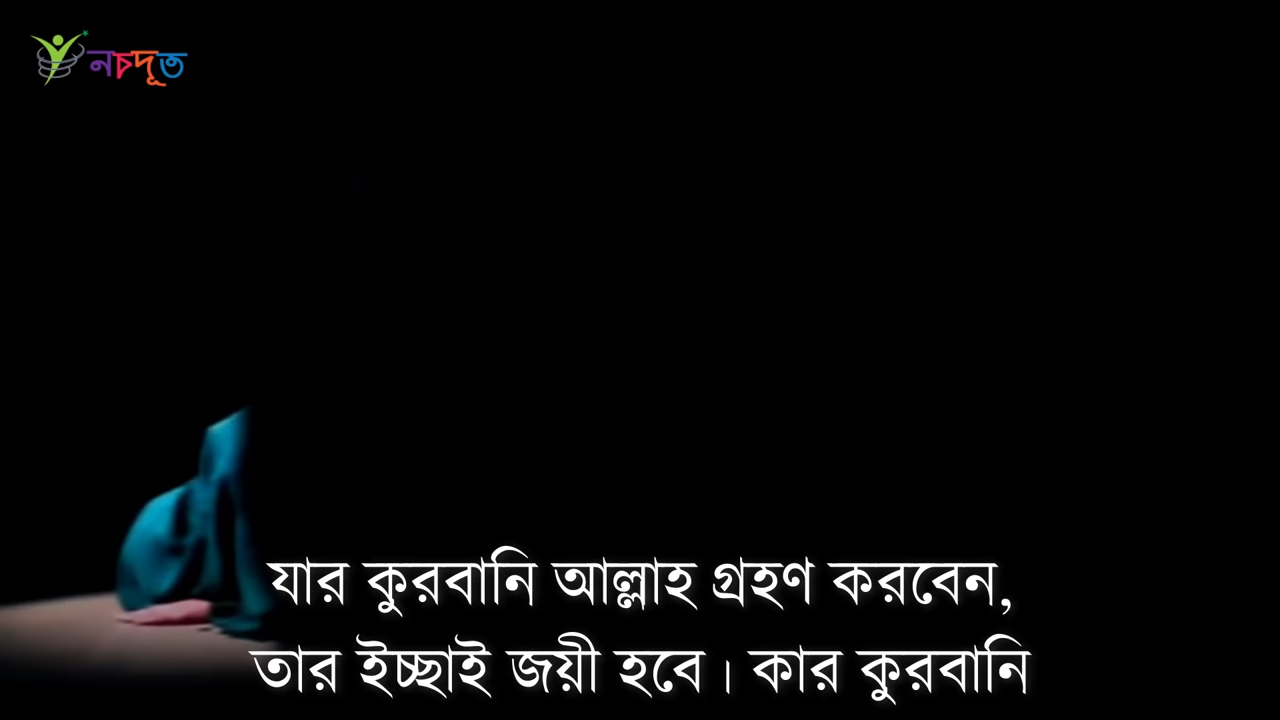 নচদূত
যার কুরবানি আল্লাহ গ্রহণ করবেন,
তার ইচ্ছাই জয়ী হবে। কার কুরবানি